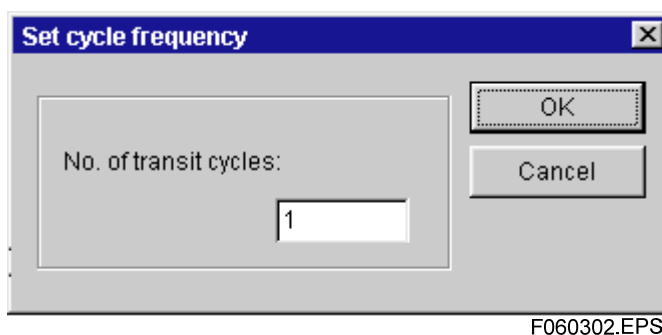 Set cycle frequency
OK
No. of transit cycles:
Cancel
1
F060302.EPS